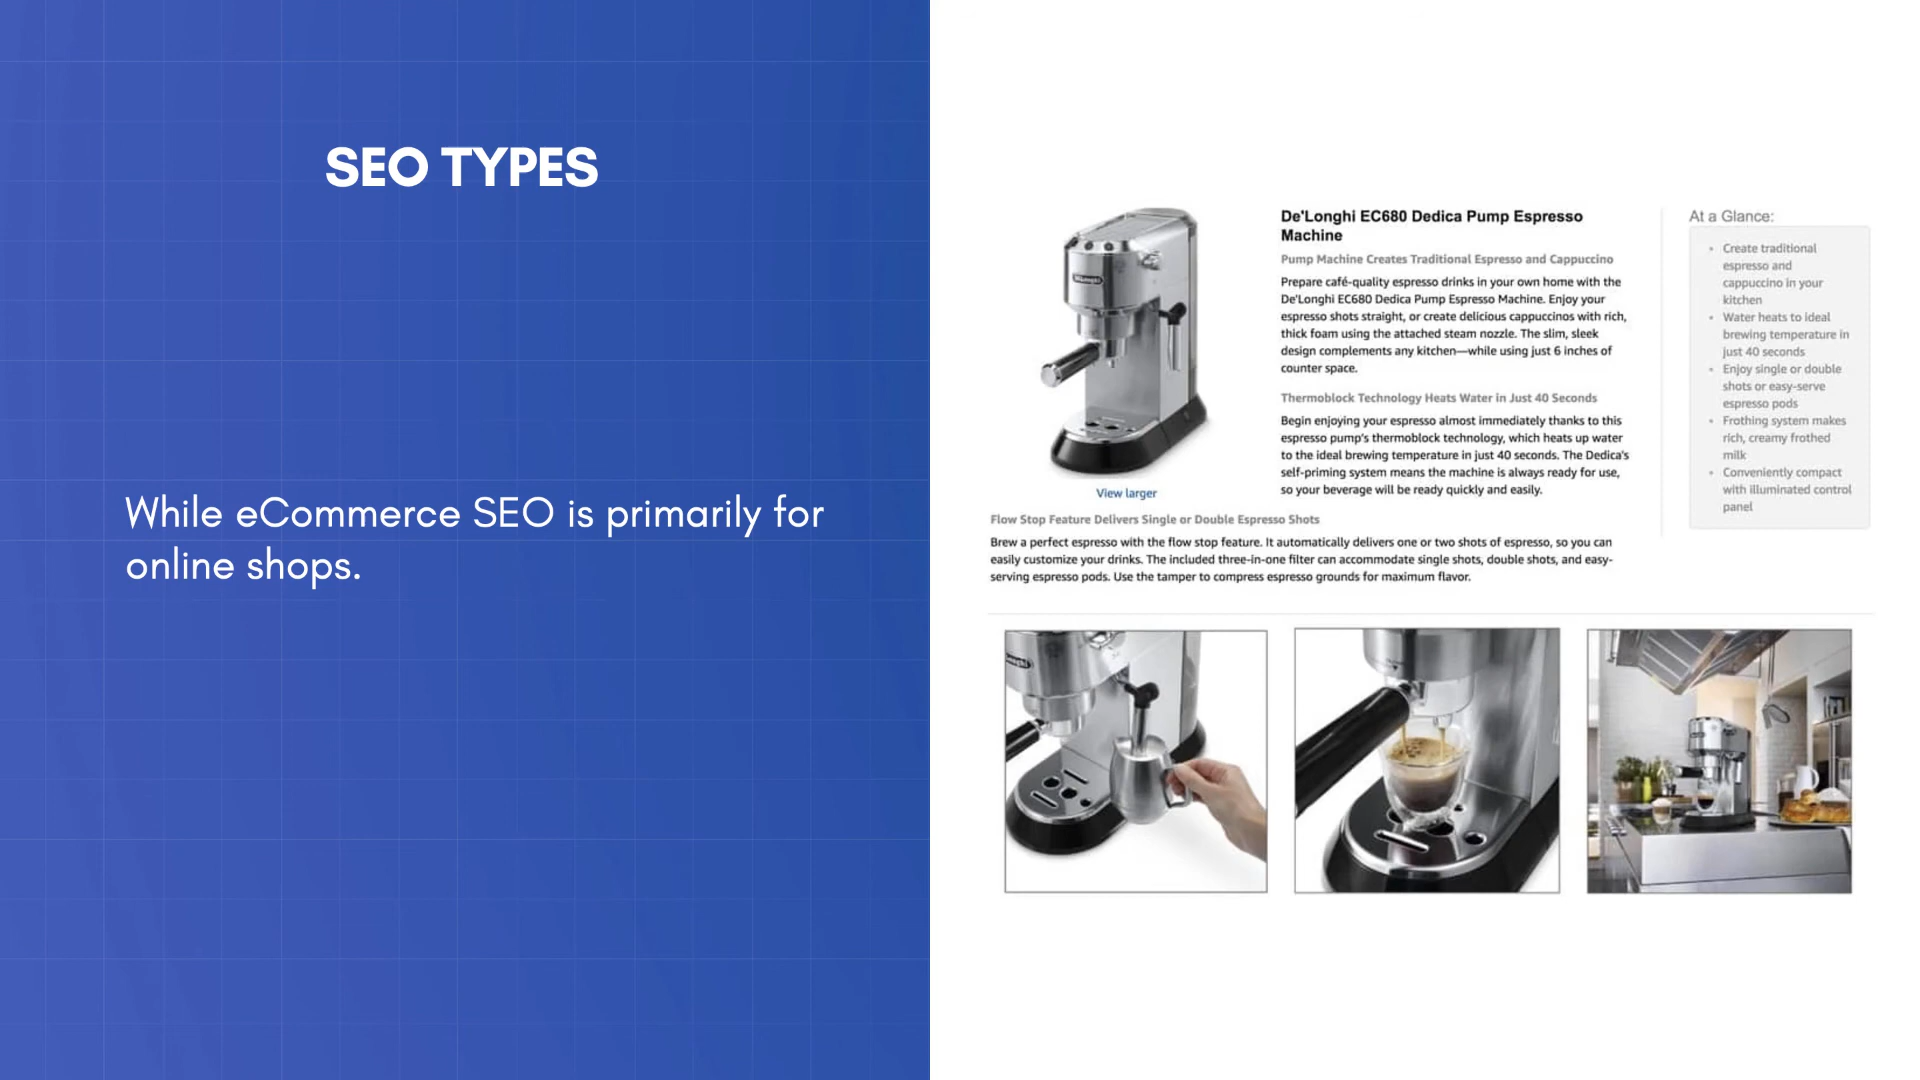 SEO TYPES
While eCommerce SEO is primarily for
online shops.
De'Longhi EC680 Dedica Pump Espresso
Machine
Pump Machine Creates Traditional Espresso and Cappuccino
Prepare café-quality espresso drinks in your own home with the
De'Longhi EC680 Dedica Pump Espresso Machine. Enjoy your
espresso shots straight, or create delicious cappuccinos with rich,
thick foam using the attached steam nozzle. The slim, sleek
design complements any kitchen—while using just 6 inches of
counter space.
Thermoblock Technology Heats Water in Just 40 Seconds
Begin enjoying your espresso almost immediately thanks to this
espresso pump's thermoblock technology, which heats up water
to the ideal brewing temperature in just 40 seconds. The Dedica's
self-priming system means the machine is always ready for use,
so your beverage will be ready quickly and easily.
View larger
Flow Stop Feature Delivers Single or Double Espresso Shots
Brew a perfect espresso with the flow stop feature. It automatically delivers one or two shots of espresso, so you can
easily customize your drinks. The included three-in-one filter can accommodate single shots, double shots, and easy-
serving espresso pods. Use the tamper to compress espresso grounds for maximum flavor.
At a Glance:
• Create traditional
espresso and
cappuccino in your
kitchen
• Water heats to ideal
brewing temperature in
just 40 seconds
• Enjoy single or double
shots or easy-serve
espresso pods
• Frothing system makes
rich, creamy frothed
milk
• Conveniently compact
with illuminated control
panel